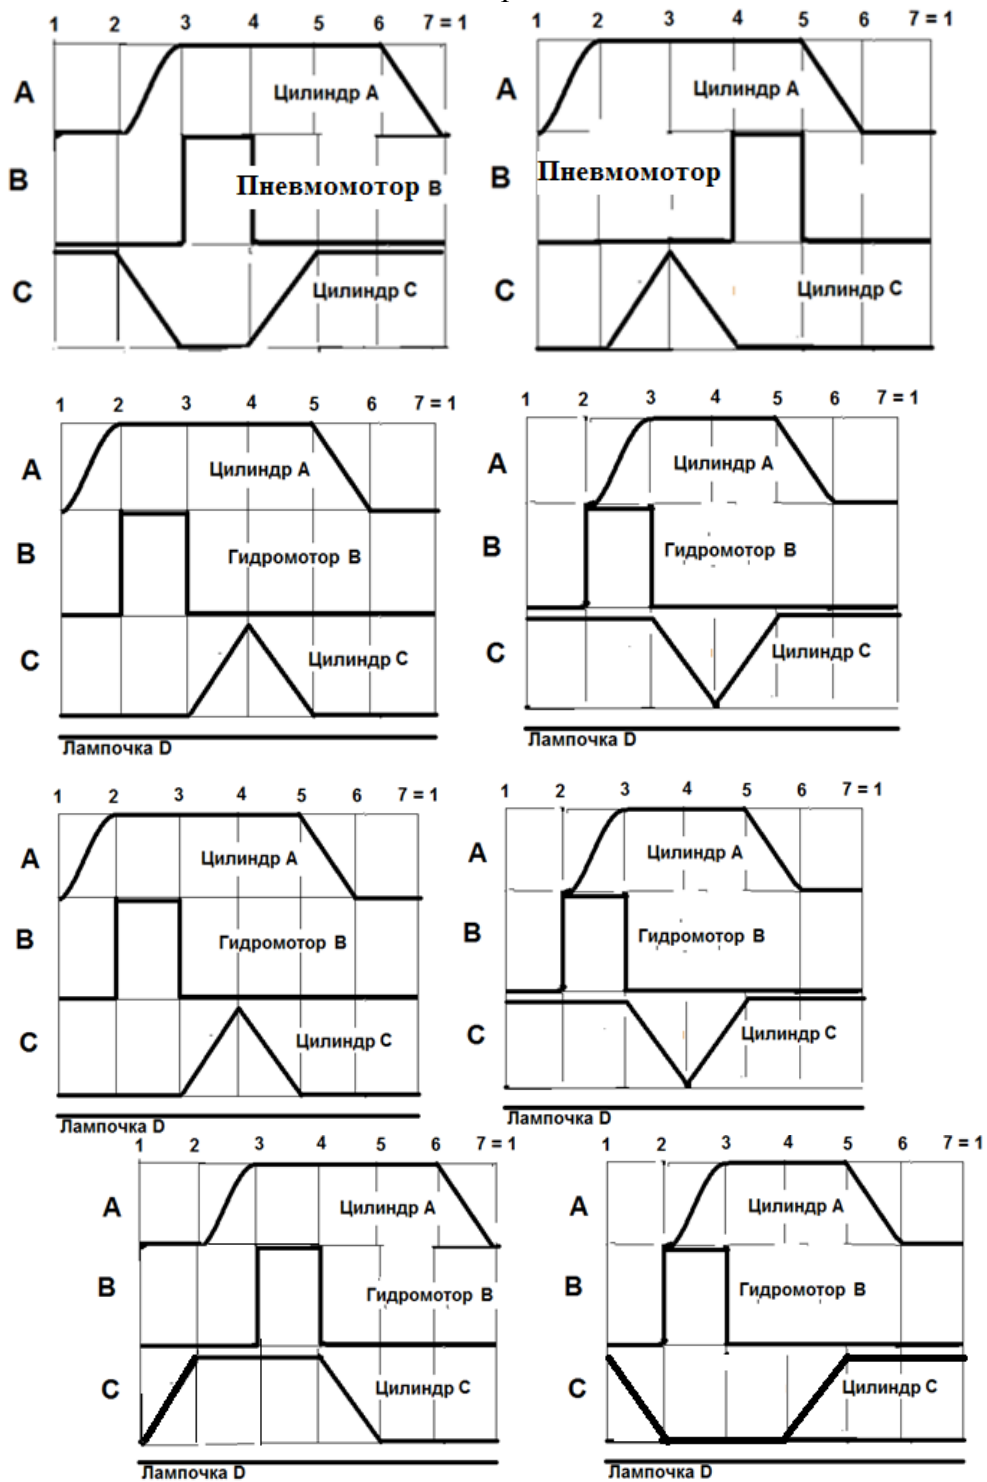 1 2 3 4 5 6 7 = 1
A
Цилиндр A
B
Пневмомотор B
C
Цилиндр C
1 2 3 4 5 6 7 = 1
A
Цилиндр A
B
Пневмомотор
C
Цилиндр C
1 2 3 4 5 6 7 = 1
A
Цилиндр A
B
Гидромотор B
C
Цилиндр C
Лампочка D
1 2 3 4 5 6 7 = 1
A
Цилиндр A
B
Гидромотор B
C
Цилиндр C
Лампочка D
1 2 3 4 5 6 7 = 1
A
Цилиндр A
B
Гидромотор B
C
Цилиндр C
Лампочка D
1 2 3 4 5 6 7 = 1
A
Цилиндр A
B
Гидромотор B
C
Цилиндр C
Лампочка D
1 2 3 4 5 6 7 = 1
A
Цилиндр A
B
Гидромотор B
C
Цилиндр C
Лампочка D
1 2 3 4 5 6 7 = 1
A
Цилиндр A
B
Гидромотор B
C
Цилиндр C
Лампочка D